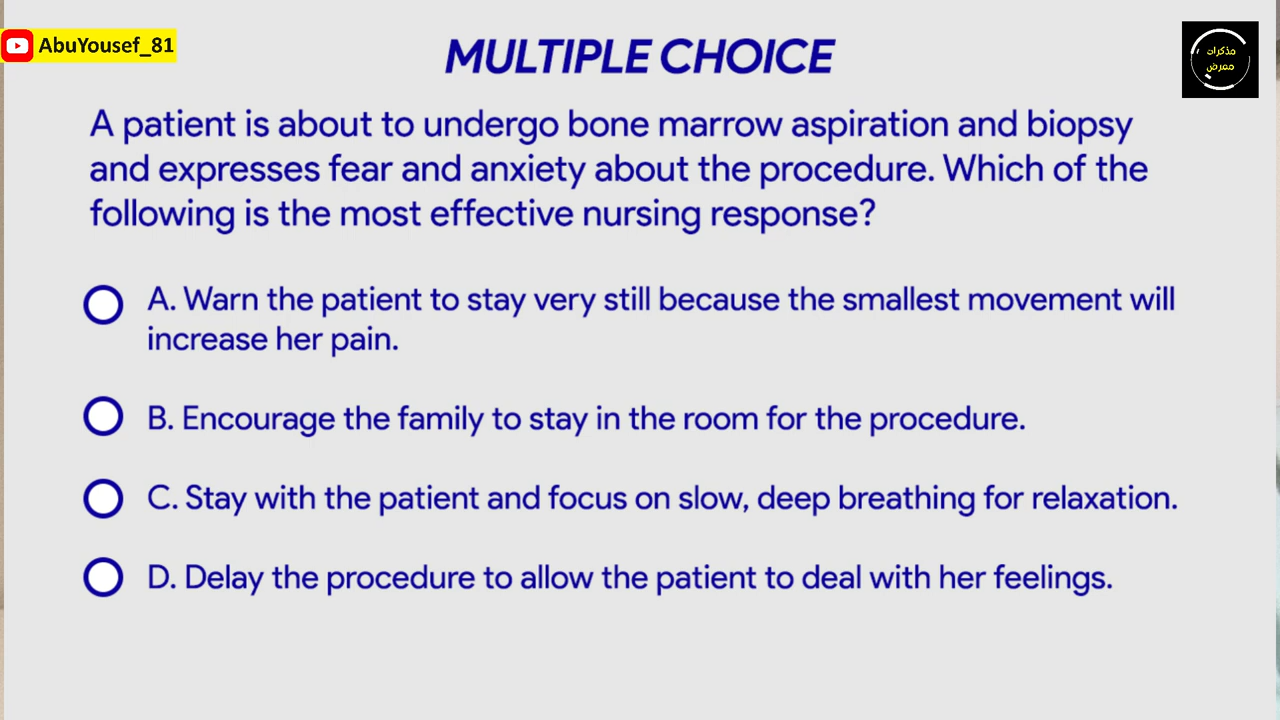 AbuYousef_81
MULTIPLE CHOICE
مذكرات
ممرض
A patient is about to undergo bone marrow aspiration and biopsy
and expresses fear and anxiety about the procedure. Which of the
following is the most effective nursing response?
A. Warn the patient to stay very still because the smallest movement will
increase her pain.
B. Encourage the family to stay in the room for the procedure.
C. Stay with the patient and focus on slow, deep breathing for relaxation.
D. Delay the procedure to allow the patient to deal with her feelings.